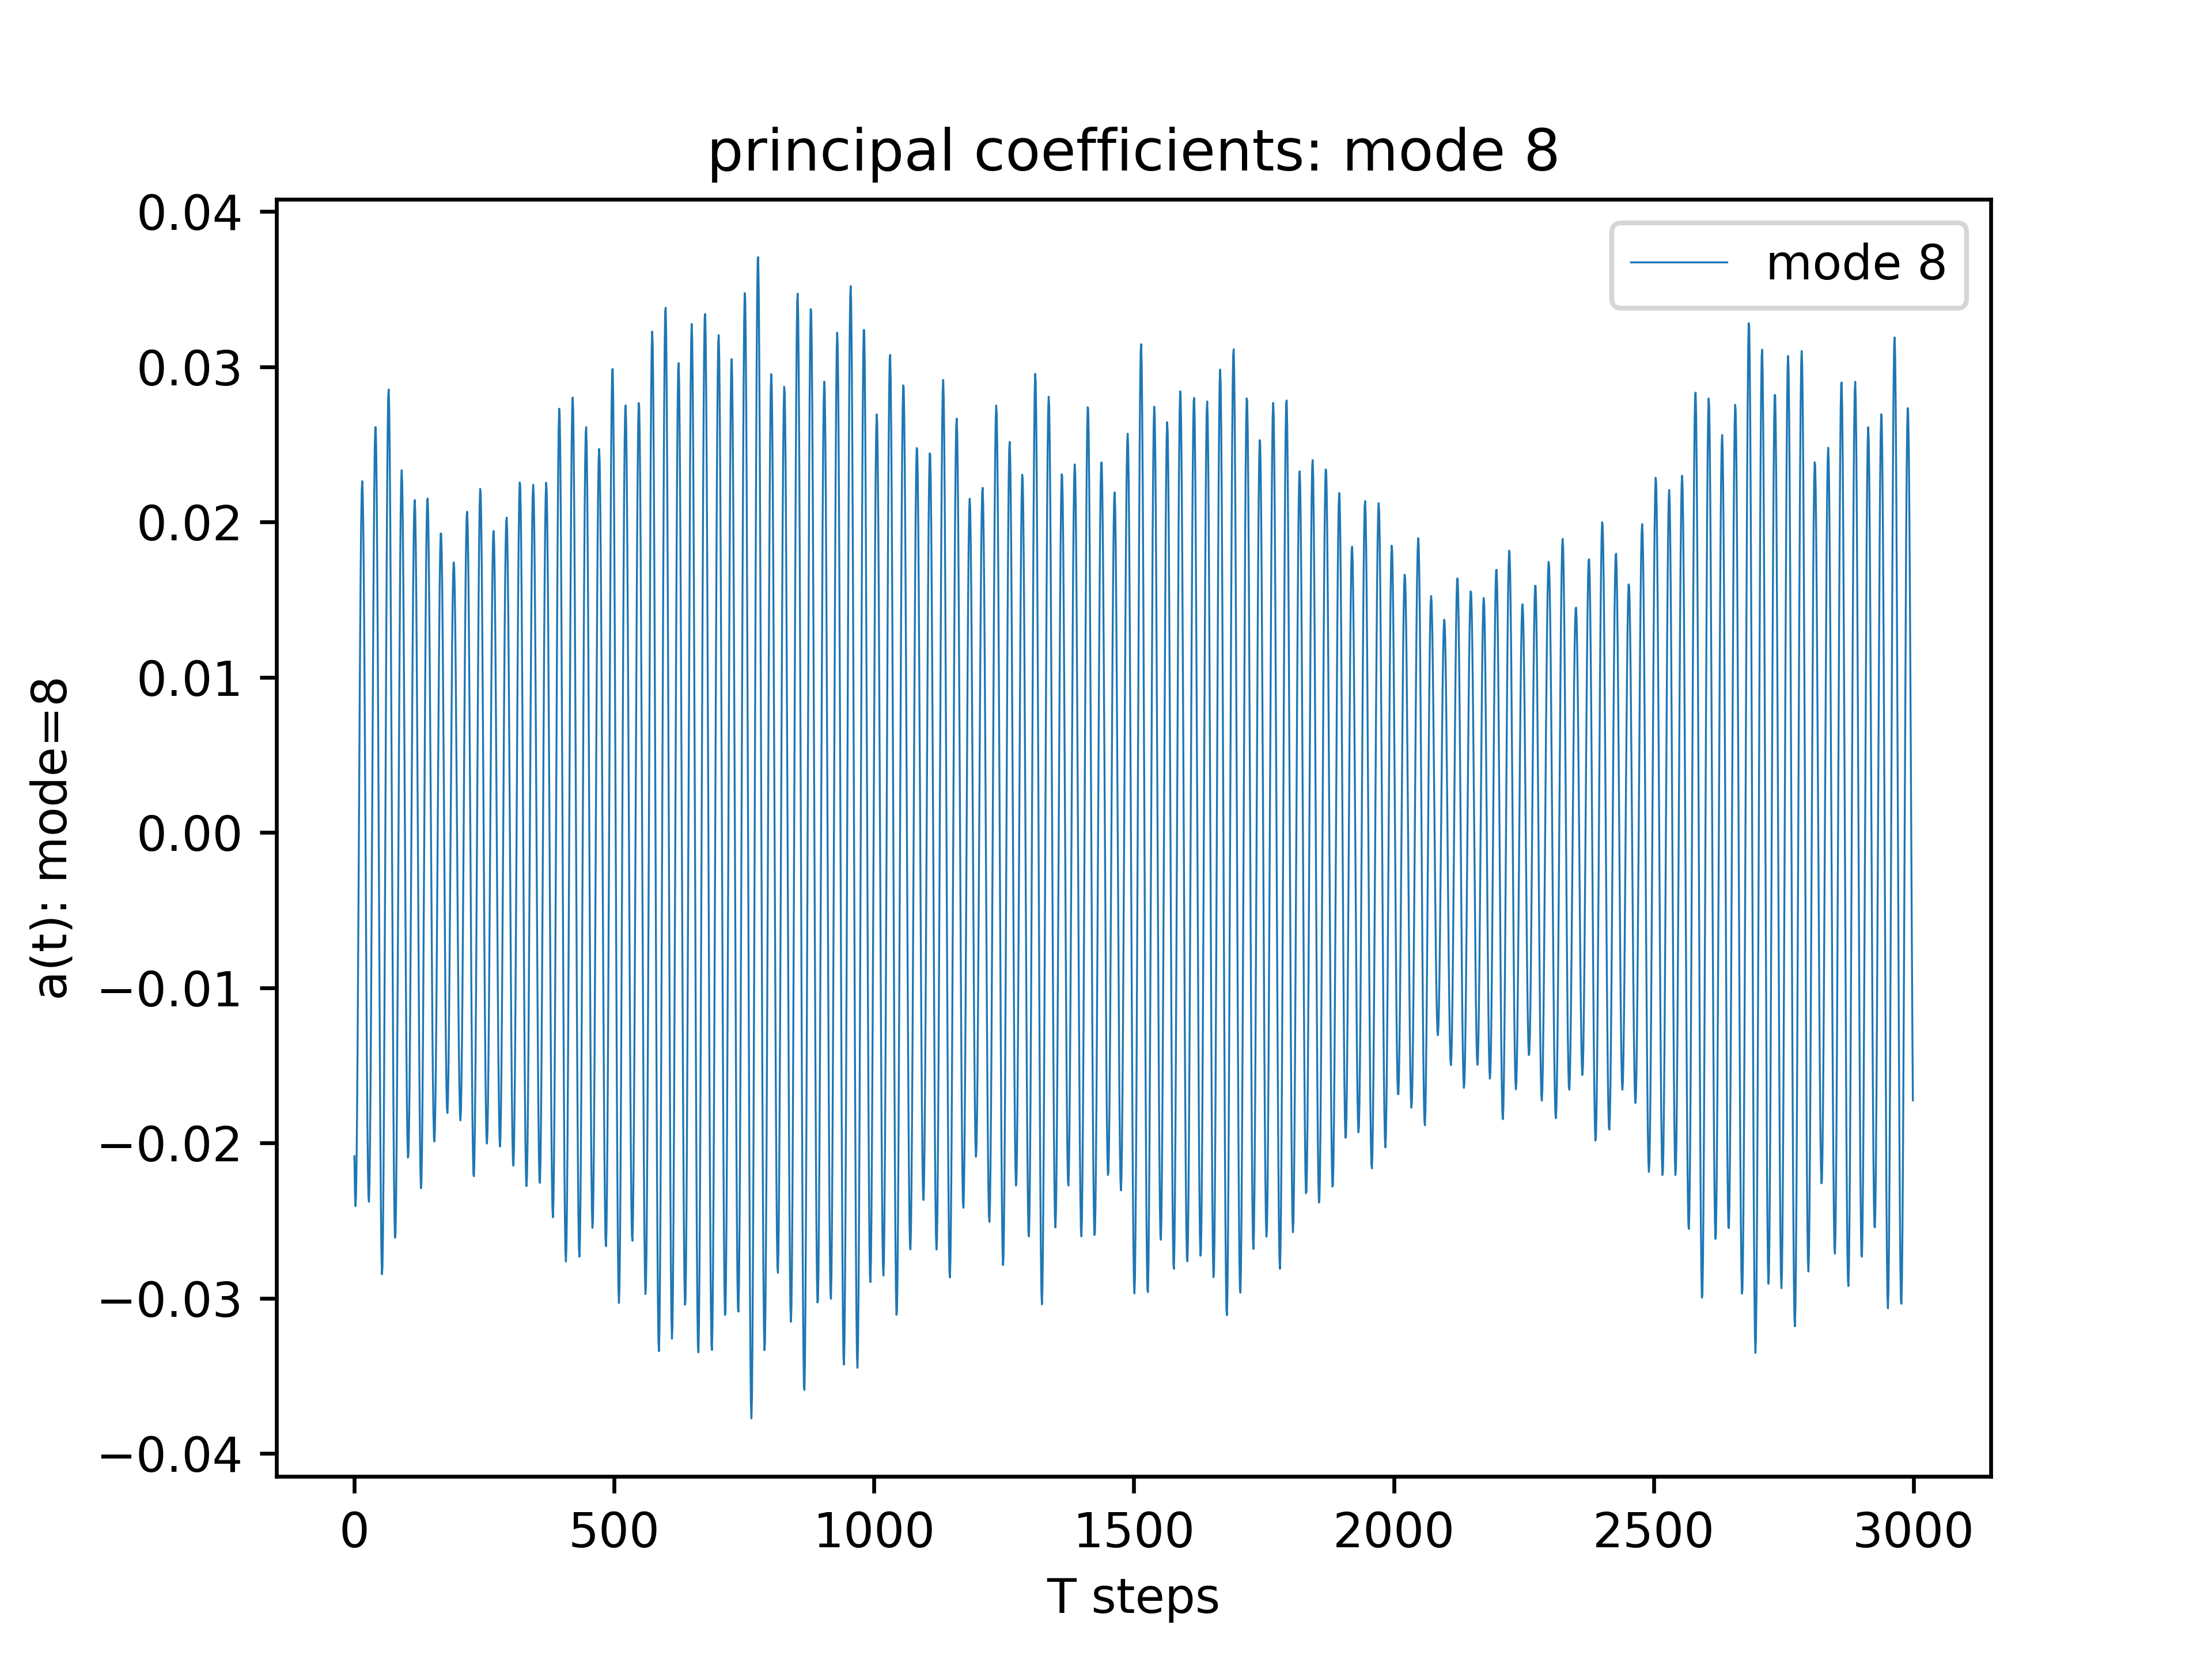 principal coefficients: mode 8
mode 8
0.04
0.03
0.02
0.01
0.00
−0.01
−0.02
−0.03
−0.04
a(t): mode=8
0 500 1000 1500 2000 2500 3000
T steps